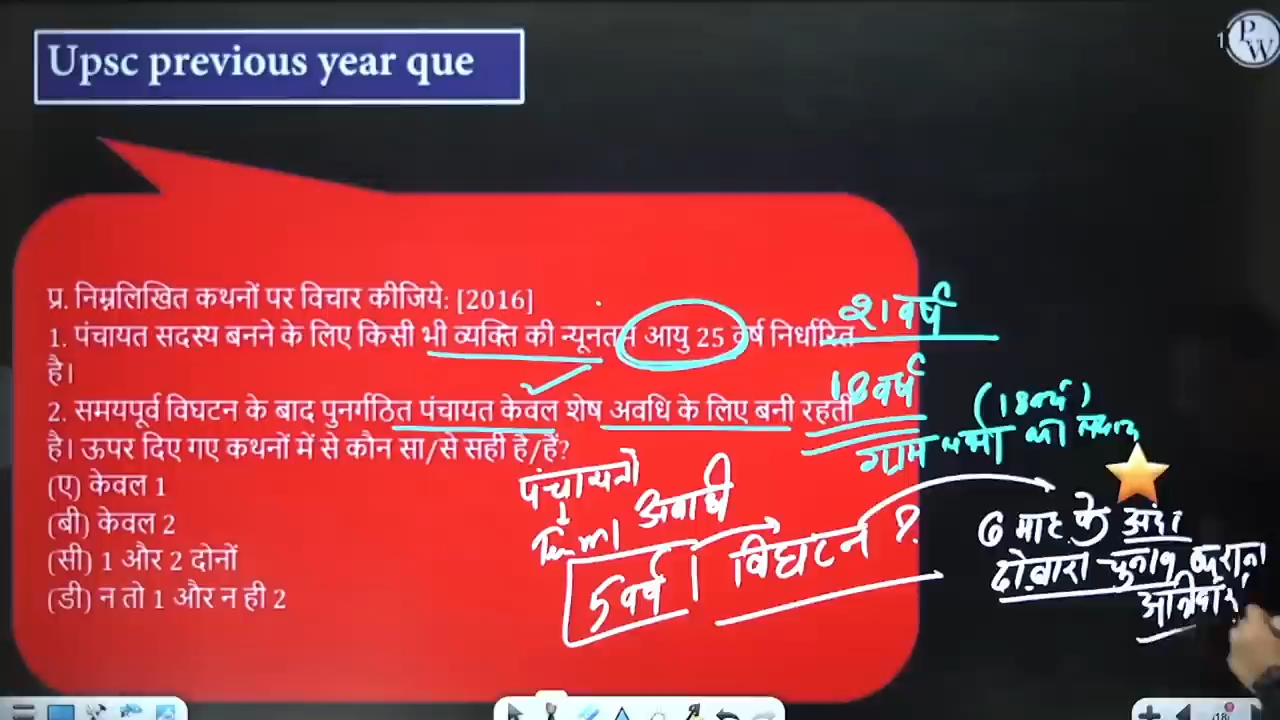 Upsc previous year que
PW
प्र. निम्नलिखित कथनों पर विचार कीजिये: [2016]
1. पंचायत सदस्य बनने के लिए किसी भी व्यक्ति की न्यूनतम आयु 25 वर्ष निर्धारित
है।
2. समयपूर्व विघटन के बाद पुनर्गठित पंचायत केवल शेष अवधि के लिए बनी रहती
है। ऊपर दिए गए कथनों में से कौन सा/से सही है/हैं?
(ए) केवल 1
(बी) केवल 2
(सी) 1 और 2 दोनों
(डी) न तो 1 और न ही 2
21 वर्ष
18 वर्ष
(18 वर्ष)
ग्राम सभा का
पंचायतो
5 वर्ष । विघटन ?
6 माह के अंदर
दोबारा चुनाव कराना
अनिवार्य